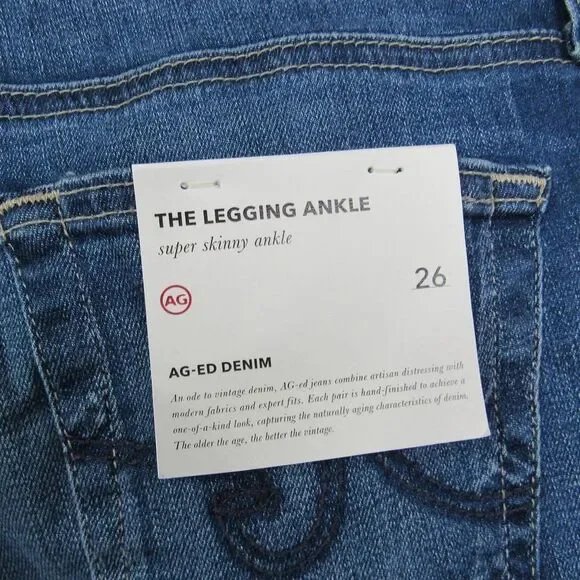 THE LEGGING ANKLE
super skinny ankle
AG
26
AG-ED DENIM
An ode to vintage denim, AG-ed jeans combine artisan distressing with
modern fabrics and expert fits. Each pair is hand-finished to achieve a
one-of-a-kind look, capturing the naturally aging characteristics of denim.
The older the age, the better the vintage.